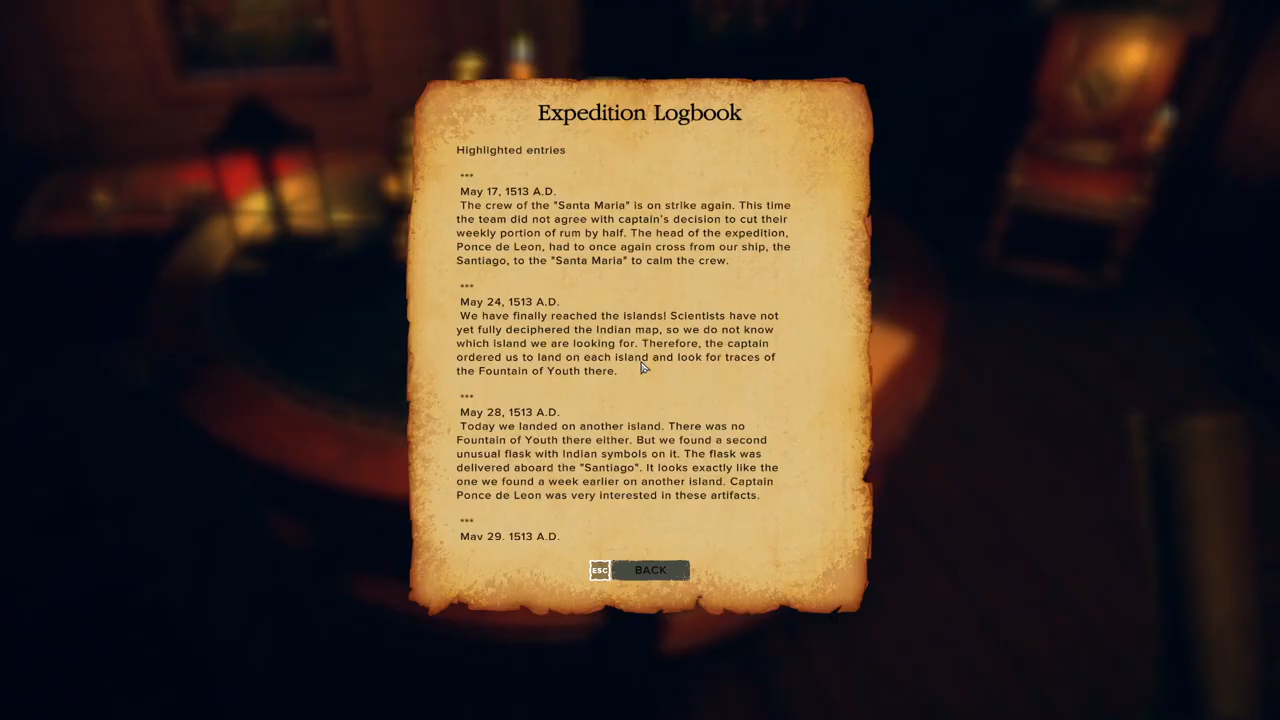 Expedition Logbook
Highlighted entries
***
May 17, 1513 A.D.
The crew of the "Santa Maria" is on strike again. This time
the team did not agree with captain's decision to cut their
weekly portion of rum by half. The head of the expedition,
Ponce de Leon, had to once again cross from our ship, the
Santiago, to the "Santa Maria" to calm the crew.
***
May 24, 1513 A.D.
We have finally reached the islands! Scientists have not
yet fully deciphered the Indian map, so we do not know
which island we are looking for. Therefore, the captain
ordered us to land on each island and look for traces of
the Fountain of Youth there.
***
May 28, 1513 A.D.
Today we landed on another island. There was no
Fountain of Youth there either. But we found a second
unusual flask with Indian symbols on it. The flask was
delivered aboard the "Santiago". It looks exactly like the
one we found a week earlier on another island. Captain
Ponce de Leon was very interested in these artifacts.
***
May 29, 1513 A.D.
ESC BACK